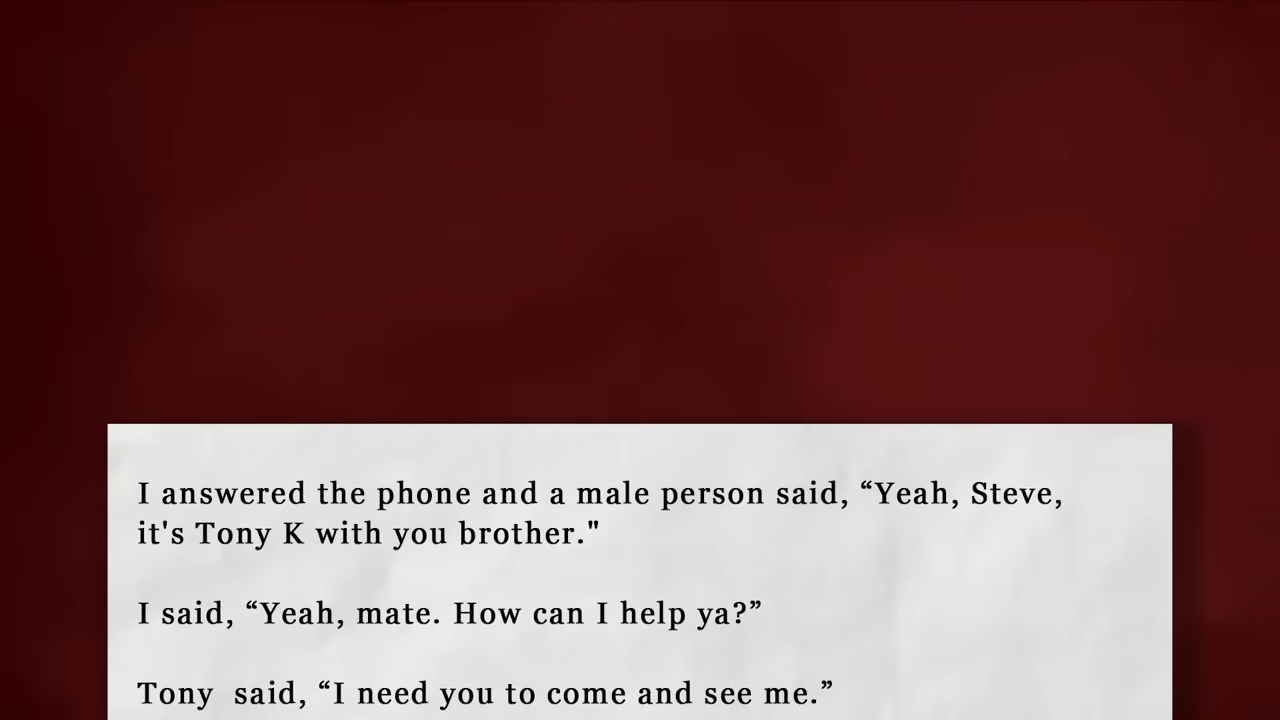 I answered the phone and a male person said, “Yeah, Steve,
it's Tony K with you brother."
I said, “Yeah, mate. How can I help ya?”
Tony  said, “I need you to come and see me.”